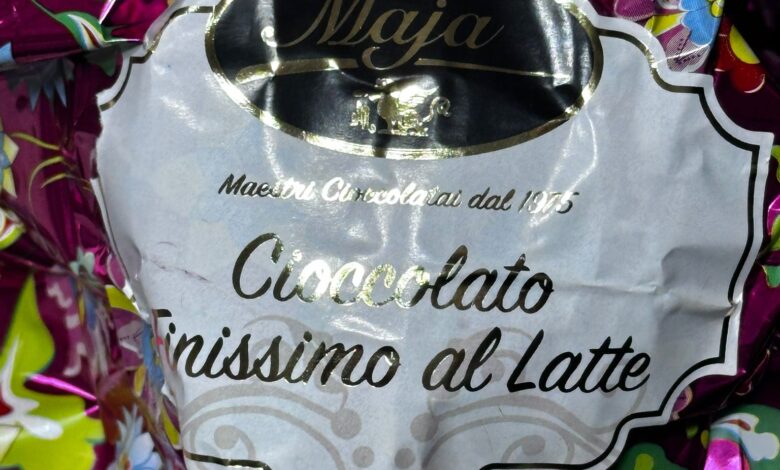 Maja
Maestri Cioccolatai dal 1975
Cioccolato
Finissimo al Latte